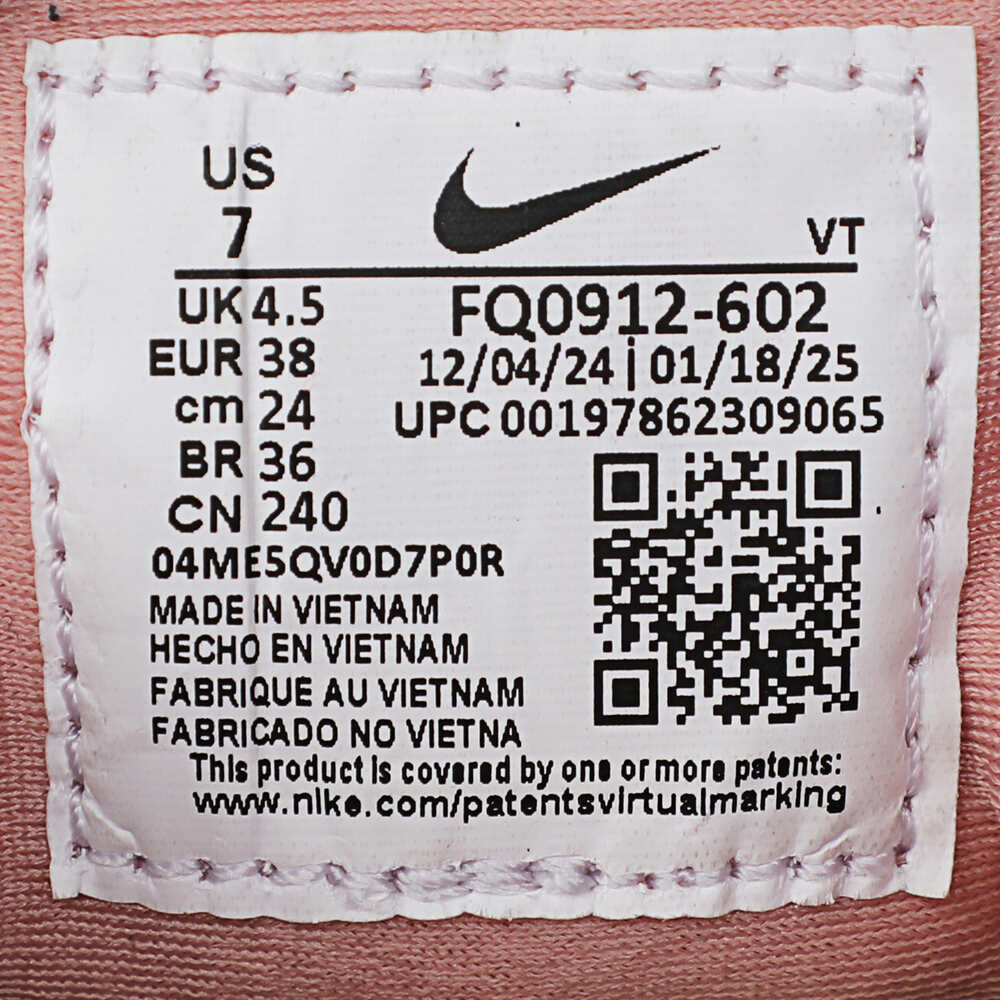 US
7
VT
UK 4.5
EUR 38
cm 24
BR 36
CN 240
FQ0912-602
12/04/24 | 01/18/25
UPC 00197862309065
04ME5QV0D7P0R
MADE IN VIETNAM
HECHO EN VIETNAM
FABRIQUE AU VIETNAM
FABRICADO NO VIETNA
This product is covered by one or more patents:
www.nike.com/patentsvirtualmarking